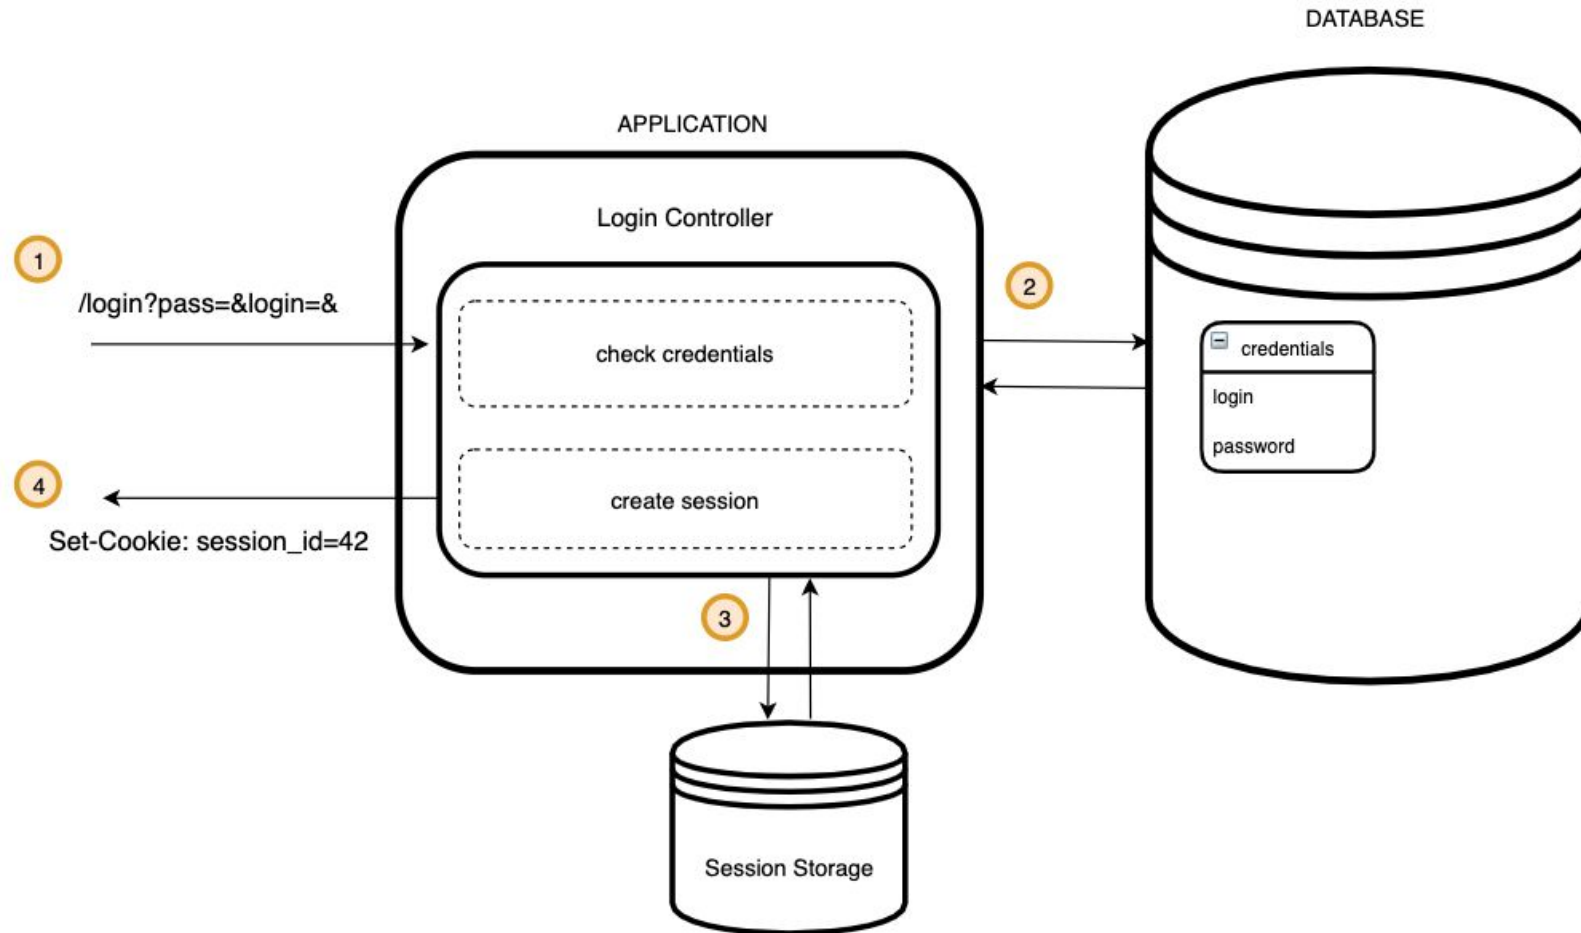 DATABASE
APPLICATION
Login Controller
1
/login?pass=&login=&
check credentials
2
credentials
login
password
4
create session
Set-Cookie: session_id=42
3
Session Storage